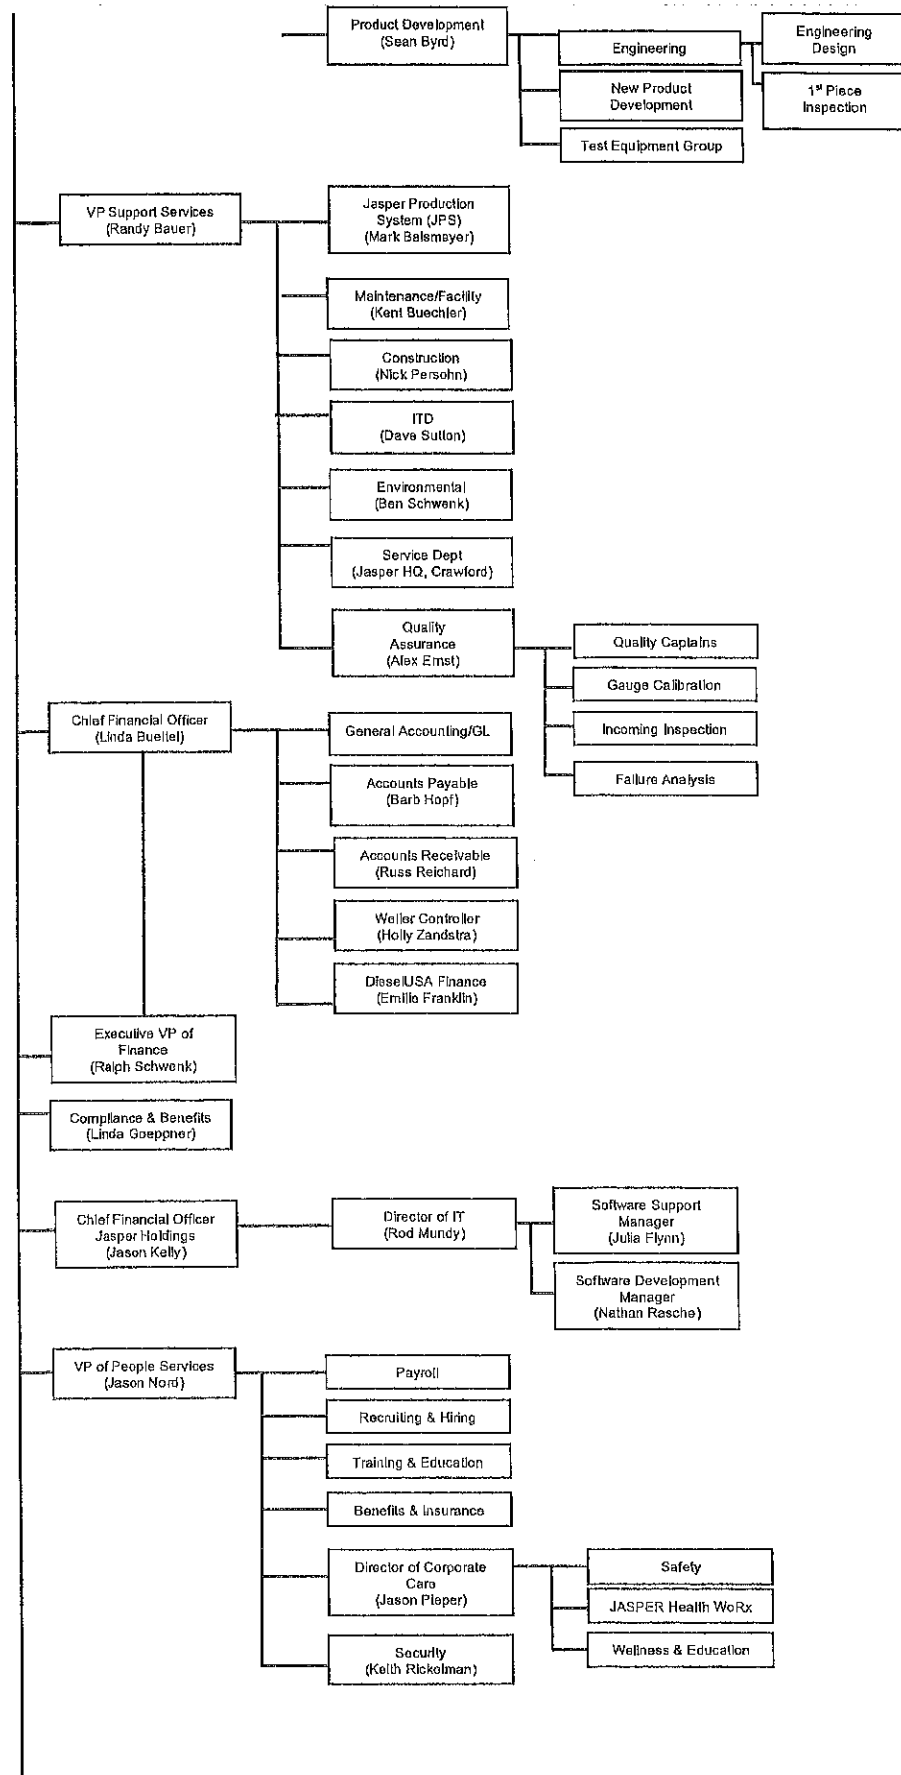 Product Development
(Sean Byrd)
Engineering
Engineering
Design
New Product
Development
1st Piece
Inspection
Test Equipment Group
VP Support Services
(Randy Bauer)
Jasper Production
System (JPS)
(Mark Balsmeyer)
Maintenance/Facility
(Kent Buechler)
Construction
(Nick Persohn)
ITD
(Dave Sutton)
Environmental
(Ben Schwenk)
Service Dept
(Jasper HQ, Crawford)
Quality
Assurance
(Alex Ernst)
Quality Captains
Gauge Calibration
Incoming Inspection
Failure Analysis
Chief Financial Officer
(Linda Bueltel)
General Accounting/GL
Accounts Payable
(Barb Hopf)
Accounts Receivable
(Russ Reichard)
Weller Controller
(Holly Zandstra)
DieselUSA Finance
(Emilie Franklin)
Executive VP of
Finance
(Ralph Schwenk)
Compliance & Benefits
(Linda Goeppner)
Chief Financial Officer
Jasper Holdings
(Jason Kelly)
Director of IT
(Rod Mundy)
Software Support
Manager
(Julia Flynn)
Software Development
Manager
(Nathan Rasche)
VP of People Services
(Jason Nord)
Payroll
Recruiting & Hiring
Training & Education
Benefits & Insurance
Director of Corporate
Care
(Jason Pieper)
Safety
JASPER Health WoRx
Wellness & Education
Security
(Keith Rickelman)